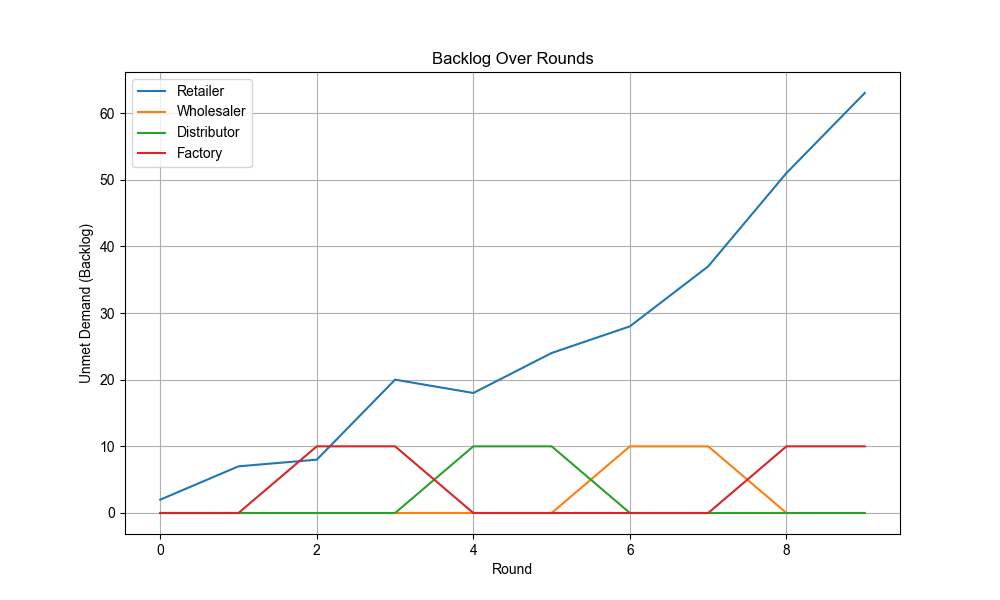 Backlog Over Rounds
Retailer
Wholesaler
Distributor
Factory
Unmet Demand (Backlog)
60
50
40
30
20
10
0
0 2 4 6 8
Round